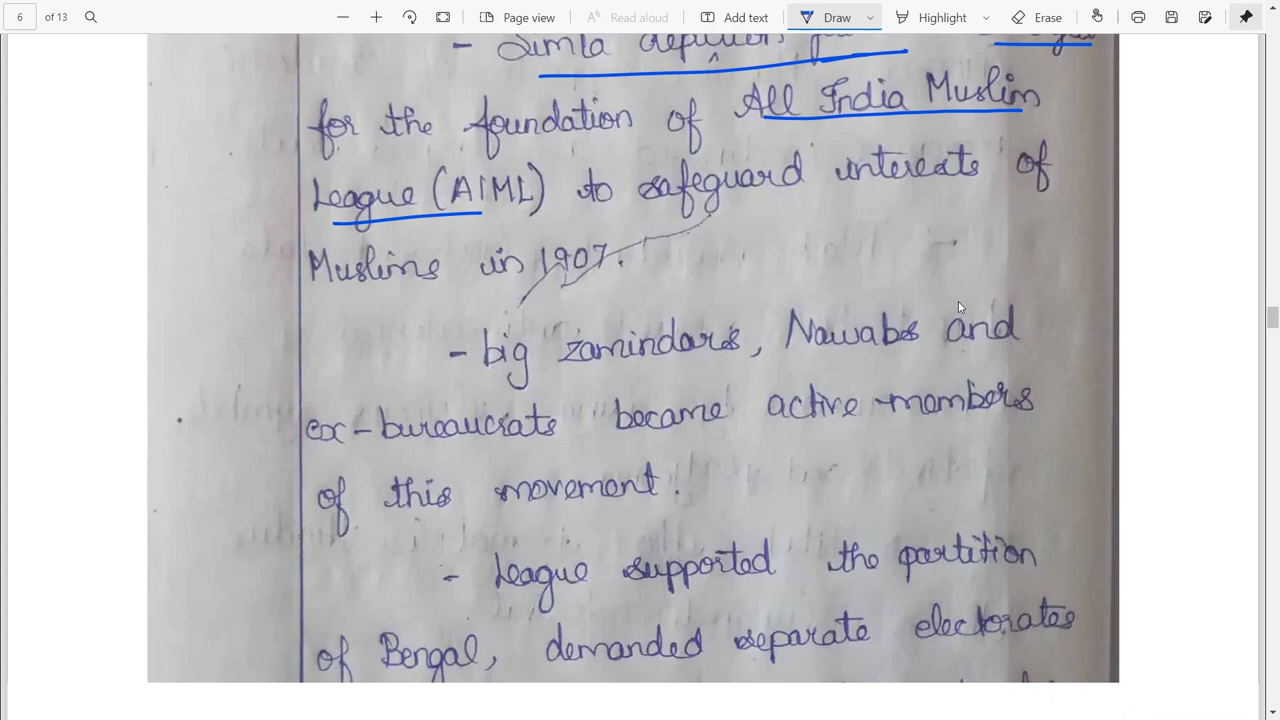 6 of 13 Page view Read aloud Add text Draw Highlight Erase
- Simla
for the foundation of All India Muslim
League (AIML) to safeguard interests of
Muslims in 1907.
- big zamindars, Nawabs and
ex-bureaucrats became active members
of this movement.
- League supported the partition
of Bengal, demanded separate electorates